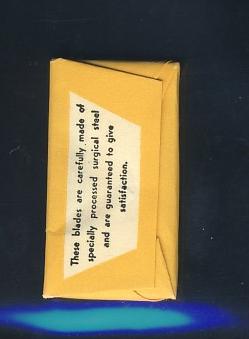 These blades are carefully made of
specially processed surgical steel
and are guaranteed to give
satisfaction.